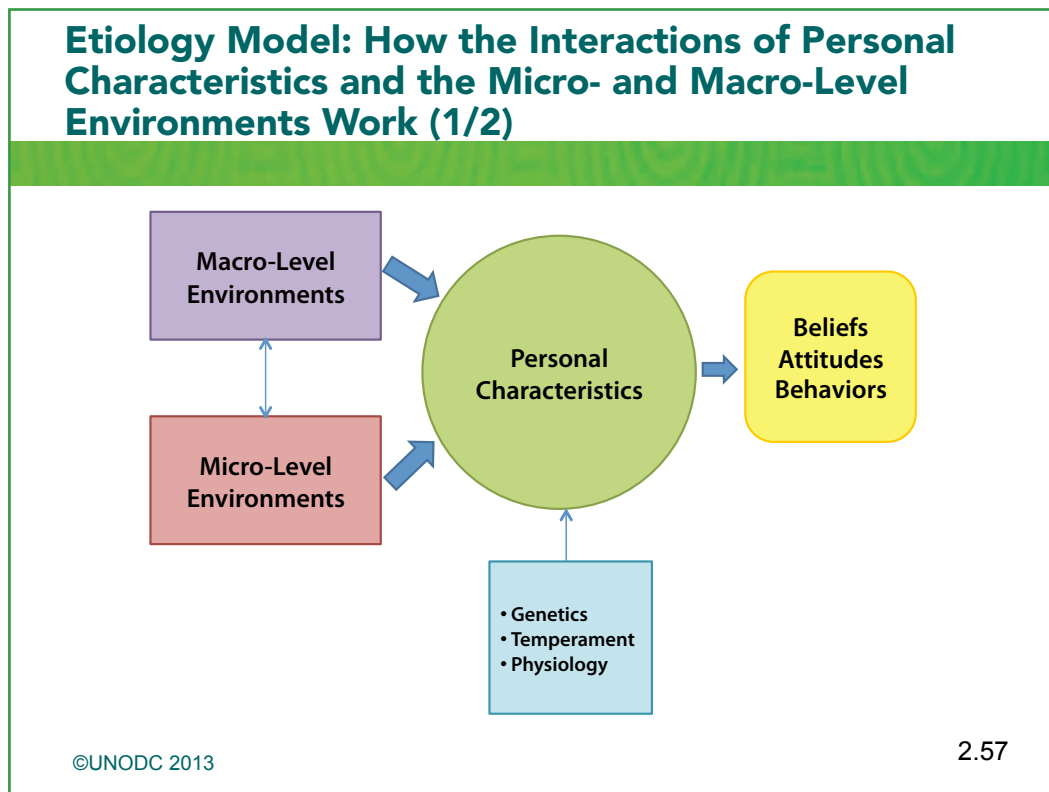 Etiology Model: How the Interactions of Personal
Characteristics and the Micro- and Macro-Level
Environments Work (1/2)
Macro-Level
Environments
Micro-Level
Environments
Personal
Characteristics
Beliefs
Attitudes
Behaviors
• Genetics
• Temperament
• Physiology
©UNODC 2013
2.57